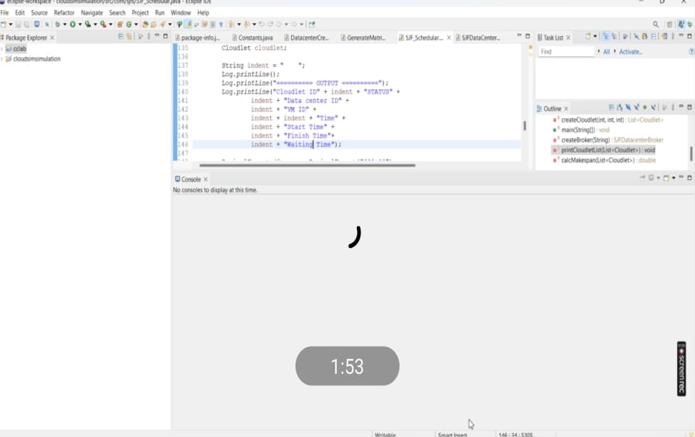 eclipse-workspace - cloudsimsimulation/src/com/gtu/SJF_Schedular.java - Eclipse IDE
File Edit Source Refactor Navigate Search Project Run Window Help
Package Explorer
cclab
cloudsimsimulation
package-info.j... Constants.java DatacenterCre... GenerateMatri... SJF_Schedular... SJFDataCenter...
135 Cloudlet cloudlet;
136
137 String indent = "    ";
138 Log.printLine();
139 Log.printLine("========== OUTPUT ==========");
140 Log.printLine("Cloudlet ID" + indent + "STATUS" +
141 indent + "Data center ID" +
142 indent + "VM ID" +
143 indent + indent + "Time" +
144 indent + "Start Time" +
145 indent + "Finish Time"+
146 indent + "Waiting Time");
147
Task List
Find All Activate...
Outline
createCloudlet(int, int, int) : List<Cloudlet>
main(String[]) : void
createBroker(String) : SJFDatacenterBroker
printCloudletList(List<Cloudlet>) : void
calcMakespan(List<Cloudlet>) : double
Console
No consoles to display at this time.
1:53
screenrec
Writable Smart Insert 146 : 34 : 5305